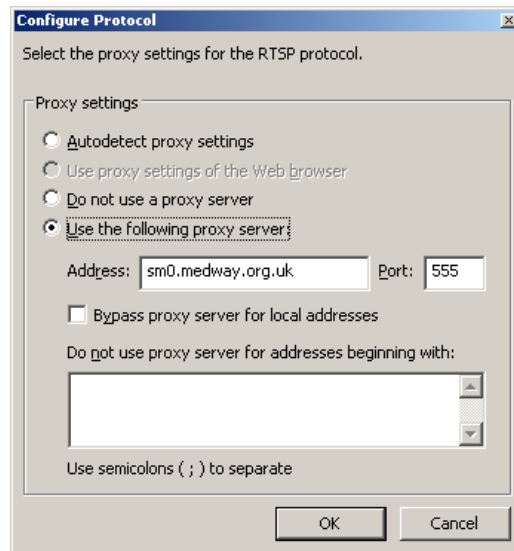 Configure Protocol
Select the proxy settings for the RTSP protocol.
Proxy settings
Autodetect proxy settings
Use proxy settings of the Web browser
Do not use a proxy server
Use the following proxy server:
Address: sm0.medway.org.uk Port: 555
Bypass proxy server for local addresses
Do not use proxy server for addresses beginning with:
Use semicolons ( ; ) to separate
OK Cancel